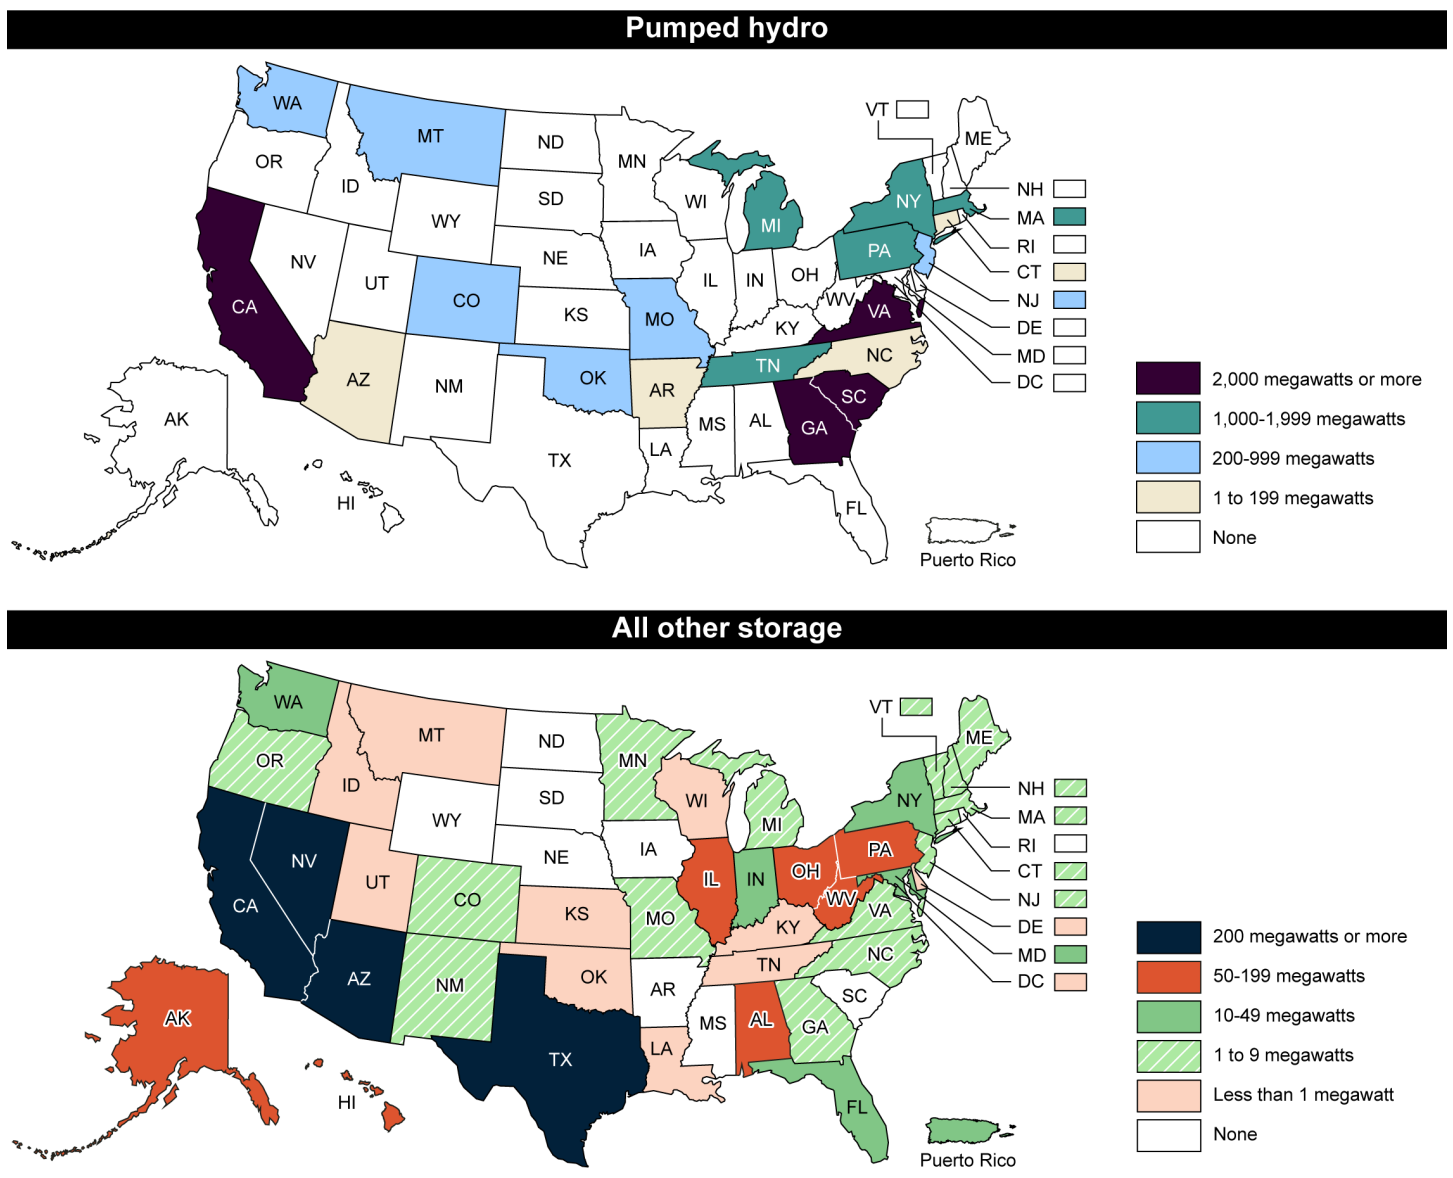 Pumped hydro
WA
MT
ND
MN
VT
ME
OR
ID
SD
WI
NY
NH
WY
MI
MA
IA
PA
RI
NV
UT
NE
IL
IN
OH
CT
CO
WV
NJ
CA
KS
MO
KY
VA
DE
AZ
NM
OK
AR
TN
NC
MD
DC
SC
AK
TX
LA
MS
AL
GA
HI
FL
Puerto Rico
2,000 megawatts or more
1,000-1,999 megawatts
200-999 megawatts
1 to 199 megawatts
None
All other storage
WA
MT
ND
MN
VT
ME
OR
ID
SD
WI
NY
NH
WY
MI
MA
IA
PA
RI
NV
UT
NE
IL
IN
OH
CT
CO
WV
NJ
CA
KS
MO
KY
VA
DE
AZ
NM
OK
AR
TN
NC
MD
DC
SC
AK
TX
LA
MS
AL
GA
HI
FL
Puerto Rico
200 megawatts or more
50-199 megawatts
10-49 megawatts
1 to 9 megawatts
Less than 1 megawatt
None